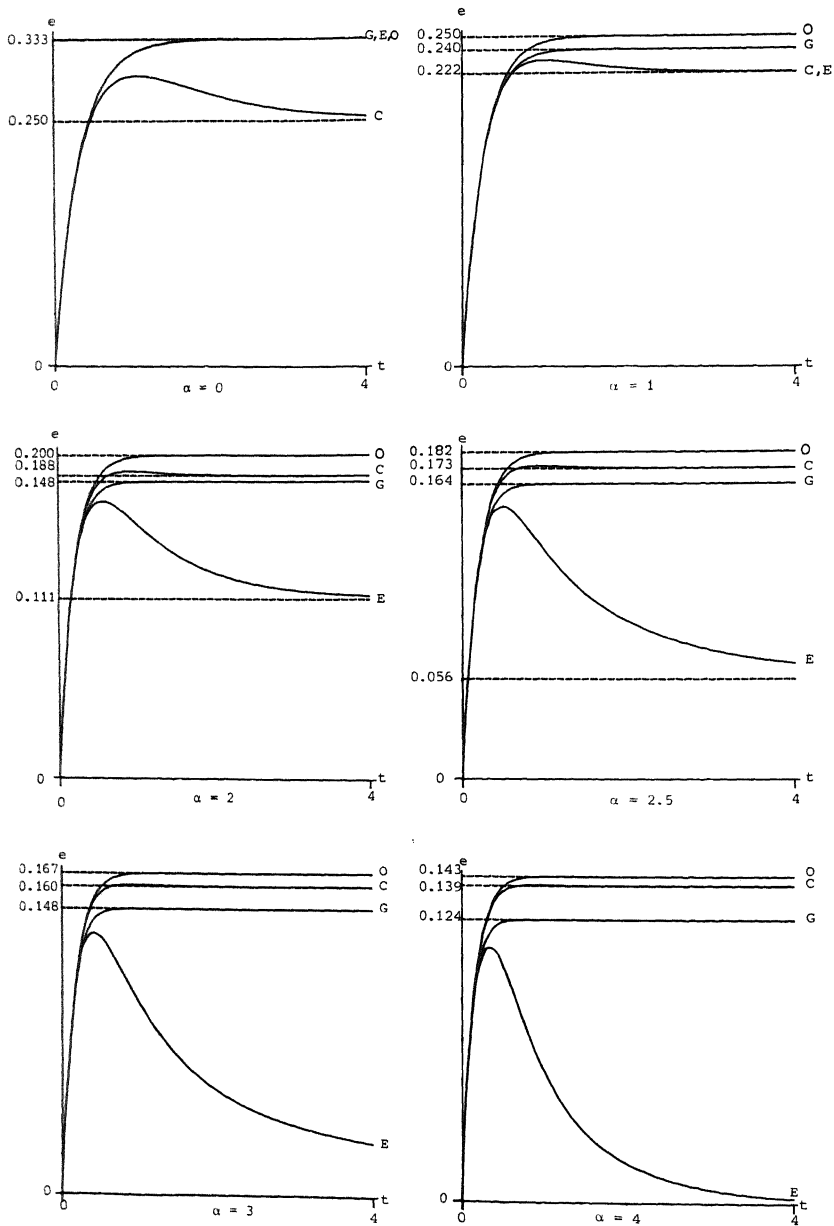 e
0.333
G,E,O
0.250
C
0
t
0
4
α = 0
e
0.250
O
0.240
G
0.222
C,E
0
t
0
4
α = 1
e
0.200
O
0.188
C
0.148
G
0.111
E
0
t
0
4
α = 2
e
0.182
O
0.173
C
0.164
G
E
0.056
0
t
0
4
α = 2.5
e
0.167
O
0.160
C
0.148
G
E
0
t
0
4
α = 3
e
0.143
O
0.139
C
0.124
G
E
0
t
0
4
α = 4